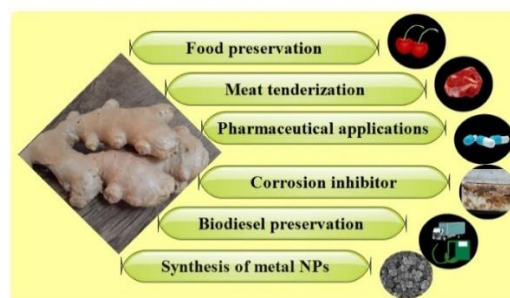 Food preservation
Meat tenderization
Pharmaceutical applications
Corrosion inhibitor
Biodiesel preservation
Synthesis of metal NPs